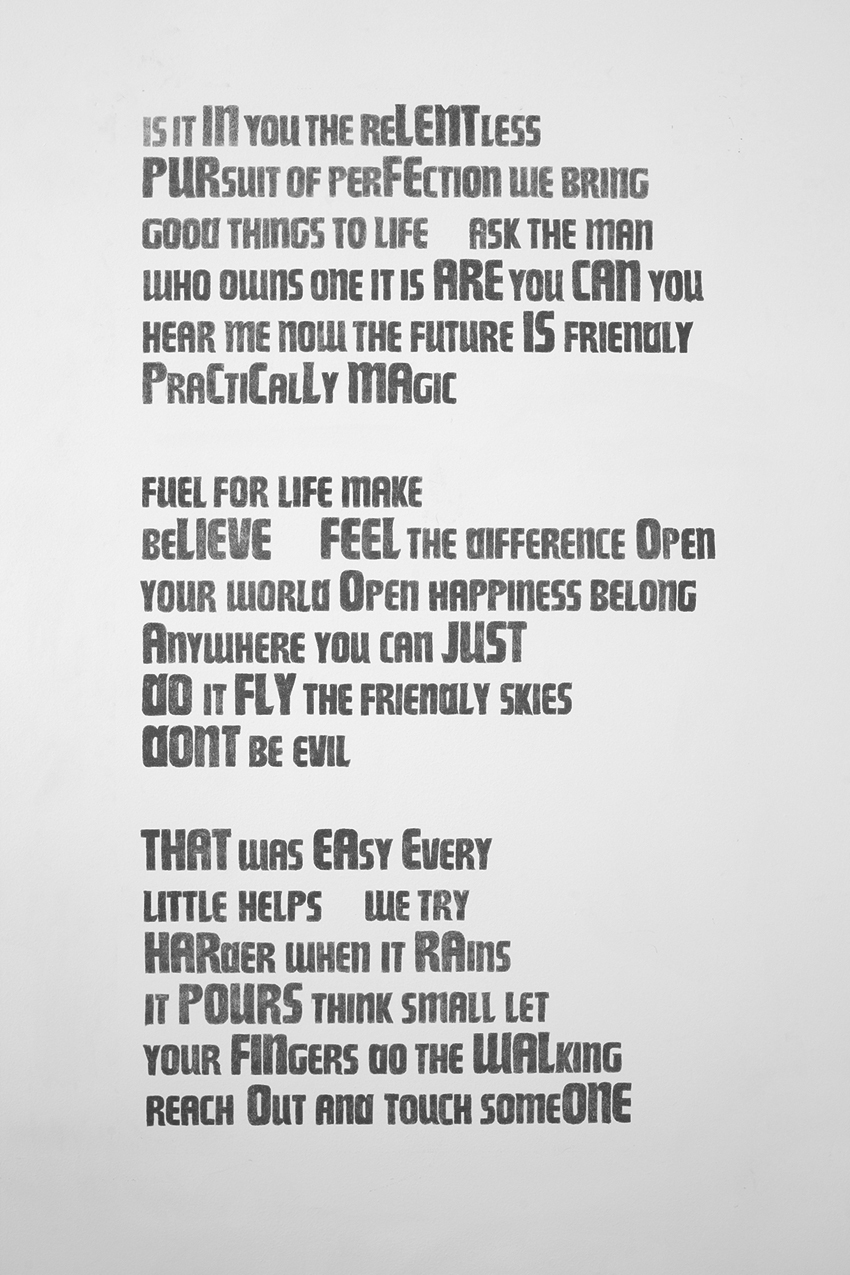 IS IT IN YOU THE RELENTLESS
PURSUIT OF PERFECTION WE BRING
GOOD THINGS TO LIFE ASK THE MAN
WHO OWNS ONE IT IS ARE YOU CAN YOU
HEAR ME NOW THE FUTURE IS FRIENDLY
PRACTICALLY MAGIC

FUEL FOR LIFE MAKE
BELIEVE FEEL THE DIFFERENCE OPEN
YOUR WORLD OPEN HAPPINESS BELONG
ANYWHERE YOU CAN JUST
DO IT FLY THE FRIENDLY SKIES
DONT BE EVIL

THAT WAS EASY EVERY
LITTLE HELPS WE TRY
HARDER WHEN IT RAINS
IT POURS THINK SMALL LET
YOUR FINGERS DO THE WALKING
REACH OUT AND TOUCH SOMEONE